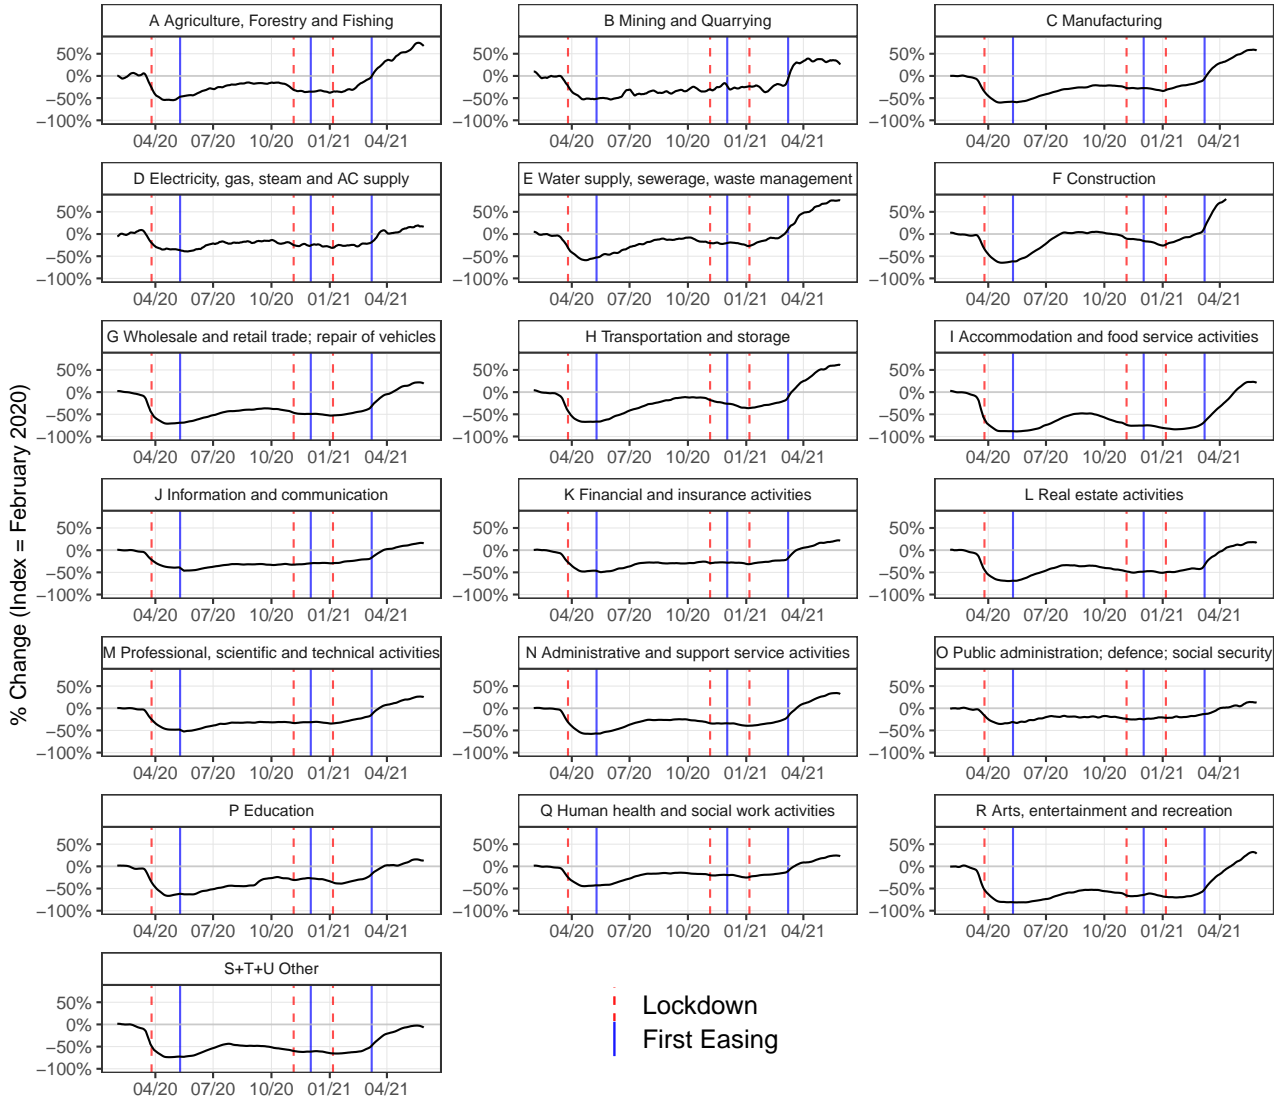 A Agriculture, Forestry and Fishing
B Mining and Quarrying
C Manufacturing
50%
0%
−50%
−100%
04/20 07/20 10/20 01/21 04/21
50%
0%
−50%
−100%
04/20 07/20 10/20 01/21 04/21
50%
0%
−50%
−100%
04/20 07/20 10/20 01/21 04/21
D Electricity, gas, steam and AC supply
E Water supply, sewerage, waste management
F Construction
50%
0%
−50%
−100%
04/20 07/20 10/20 01/21 04/21
50%
0%
−50%
−100%
04/20 07/20 10/20 01/21 04/21
50%
0%
−50%
−100%
04/20 07/20 10/20 01/21 04/21
G Wholesale and retail trade; repair of vehicles
H Transportation and storage
I Accommodation and food service activities
50%
0%
−50%
−100%
04/20 07/20 10/20 01/21 04/21
50%
0%
−50%
−100%
04/20 07/20 10/20 01/21 04/21
50%
0%
−50%
−100%
04/20 07/20 10/20 01/21 04/21
% Change (Index = February 2020)
J Information and communication
K Financial and insurance activities
L Real estate activities
50%
0%
−50%
−100%
04/20 07/20 10/20 01/21 04/21
50%
0%
−50%
−100%
04/20 07/20 10/20 01/21 04/21
50%
0%
−50%
−100%
04/20 07/20 10/20 01/21 04/21
M Professional, scientific and technical activities
N Administrative and support service activities
O Public administration; defence; social security
50%
0%
−50%
−100%
04/20 07/20 10/20 01/21 04/21
50%
0%
−50%
−100%
04/20 07/20 10/20 01/21 04/21
50%
0%
−50%
−100%
04/20 07/20 10/20 01/21 04/21
P Education
Q Human health and social work activities
R Arts, entertainment and recreation
50%
0%
−50%
−100%
04/20 07/20 10/20 01/21 04/21
50%
0%
−50%
−100%
04/20 07/20 10/20 01/21 04/21
50%
0%
−50%
−100%
04/20 07/20 10/20 01/21 04/21
S+T+U Other
50%
0%
−50%
−100%
04/20 07/20 10/20 01/21 04/21
Lockdown
First Easing